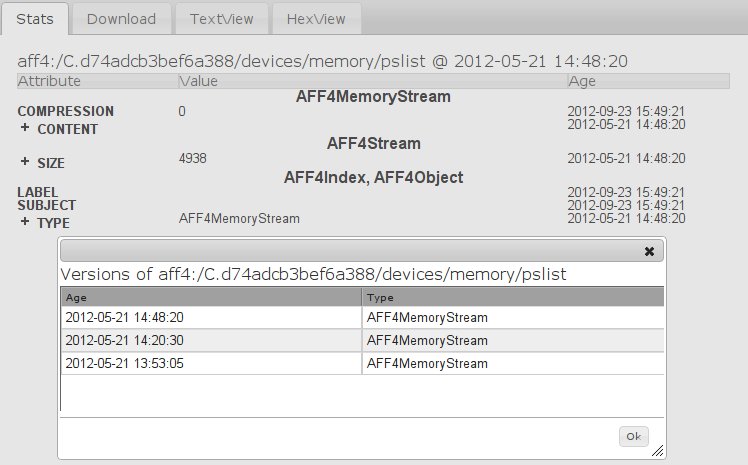 Stats Download TextView HexView
aff4:/C.d74adcb3bef6a388/devices/memory/pslist @ 2012-05-21 14:48:20
Attribute Value Age
AFF4MemoryStream
COMPRESSION 0 2012-09-23 15:49:21
+ CONTENT 2012-05-21 14:48:20
AFF4Stream
+ SIZE 4938 2012-05-21 14:48:20
AFF4Index, AFF4Object
LABEL 2012-09-23 15:49:21
SUBJECT 2012-09-23 15:49:21
+ TYPE AFF4MemoryStream 2012-05-21 14:48:20
Versions of aff4:/C.d74adcb3bef6a388/devices/memory/pslist
Age Type
2012-05-21 14:48:20 AFF4MemoryStream
2012-05-21 14:20:30 AFF4MemoryStream
2012-05-21 13:53:05 AFF4MemoryStream
Ok